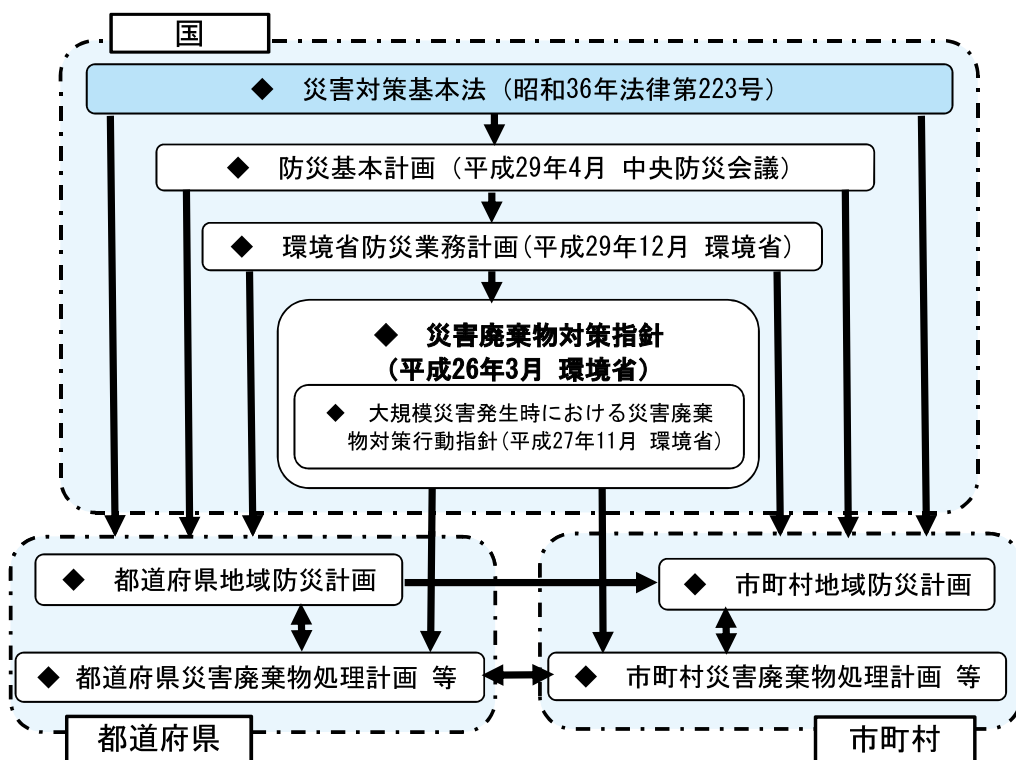 国
◆ 災害対策基本法（昭和36年法律第223号）
◆ 防災基本計画（平成29年4月 中央防災会議）
◆ 環境省防災業務計画(平成29年12月 環境省)
◆ 災害廃棄物対策指針
（平成26年3月 環境省）
◆ 大規模災害発生時における災害廃棄
物対策行動指針(平成27年11月 環境省)
◆ 都道府県地域防災計画
◆ 市町村地域防災計画
◆ 都道府県災害廃棄物処理計画 等
◆ 市町村災害廃棄物処理計画 等
都道府県
市町村